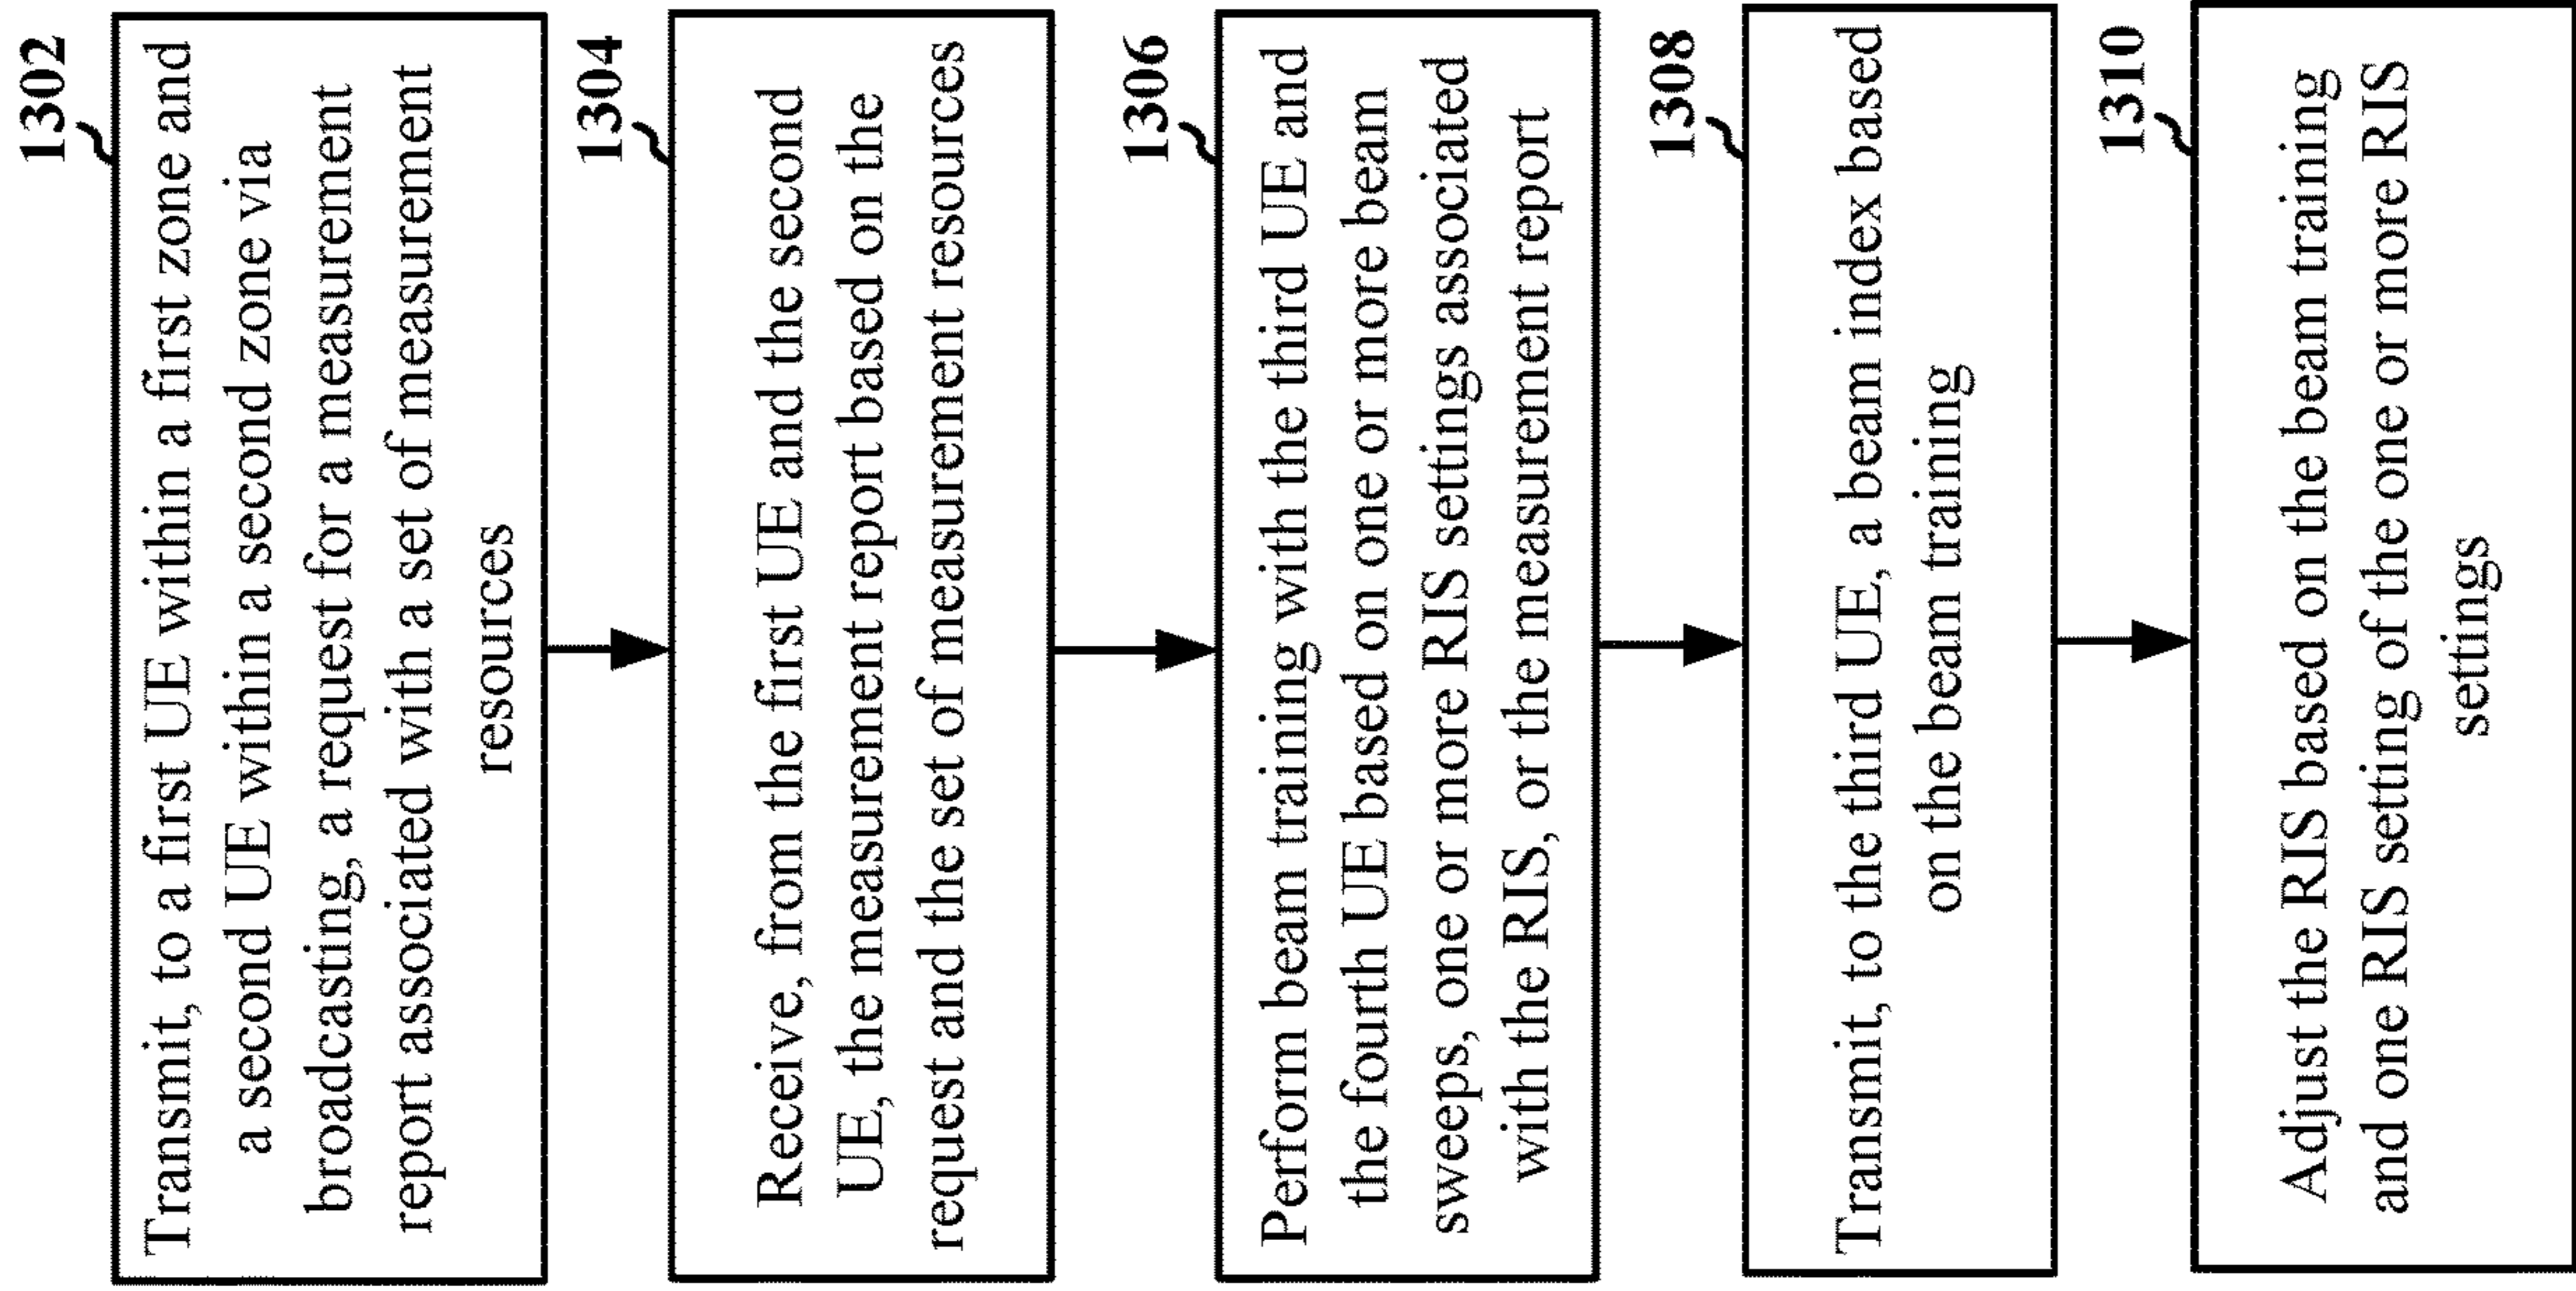 1302
Transmit, to a first UE within a first zone and
a second UE within a second zone via
broadcasting, a request for a measurement
report associated with a set of measurement
resources
1304
Receive, from the first UE and the second
UE, the measurement report based on the
request and the set of measurement resources
1306
Perform beam training with the third UE and
the fourth UE based on one or more beam
sweeps, one or more RIS settings associated
with the RIS, or the measurement report
1308
Transmit, to the third UE, a beam index based
on the beam training
1310
Adjust the RIS based on the beam training
and one RIS setting of the one or more RIS
settings